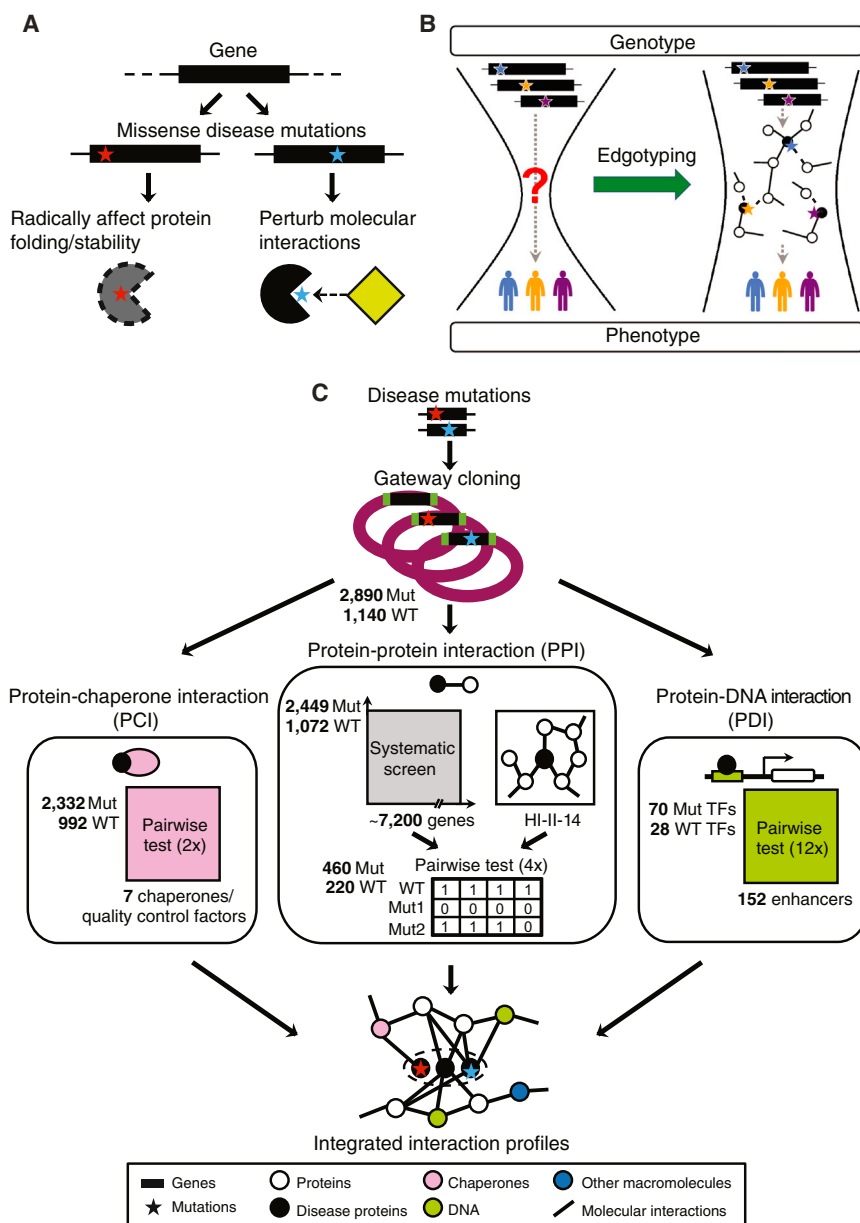 A
Gene
Missense disease mutations
Radically affect protein
folding/stability
Perturb molecular
interactions
B
Genotype
?
Edgotyping
Phenotype
C
Disease mutations
Gateway cloning
2,890 Mut
1,140 WT
Protein-chaperone interaction
(PCI)
2,332 Mut
992 WT
Pairwise
test (2x)
7 chaperones/
quality control factors
Protein-protein interaction (PPI)
2,449 Mut
1,072 WT
Systematic
screen
~7,200 genes
HI-II-14
460 Mut
220 WT
Pairwise test (4x)
WT 1 1 1 1
Mut1 0 0 0 0
Mut2 1 1 1 0
Protein-DNA interaction
(PDI)
70 Mut TFs
28 WT TFs
Pairwise
test (12x)
152 enhancers
Integrated interaction profiles
Genes
Proteins
Chaperones
Other macromolecules
Mutations
Disease proteins
DNA
Molecular interactions